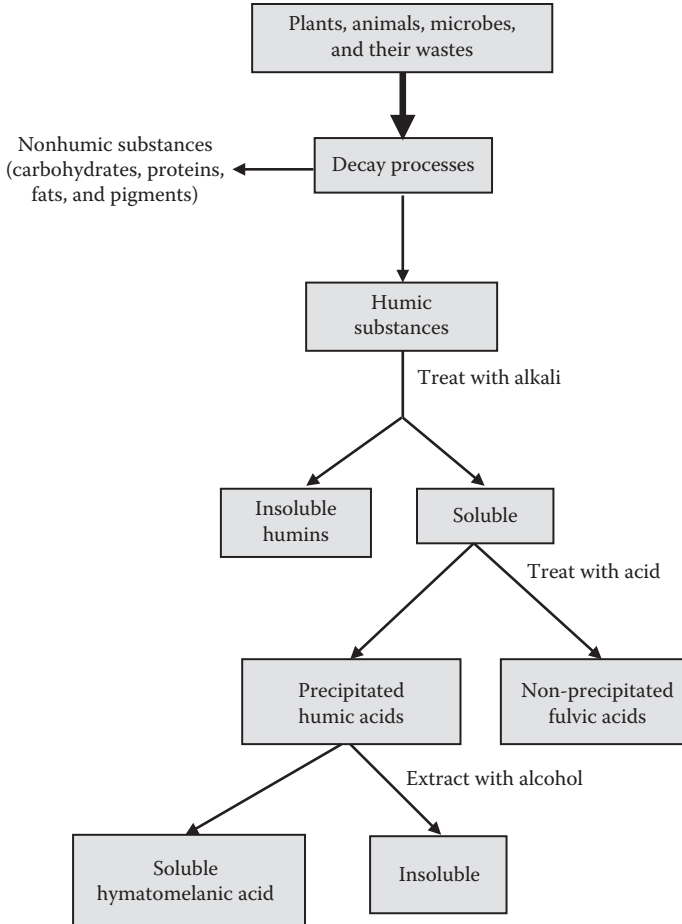 Plants, animals, microbes,
and their wastes
Nonhumic substances
(carbohydrates, proteins,
fats, and pigments)
Decay processes
Humic
substances
Treat with alkali
Insoluble
humins
Soluble
Treat with acid
Precipitated
humic acids
Non-precipitated
fulvic acids
Extract with alcohol
Soluble
hymatomelanic acid
Insoluble